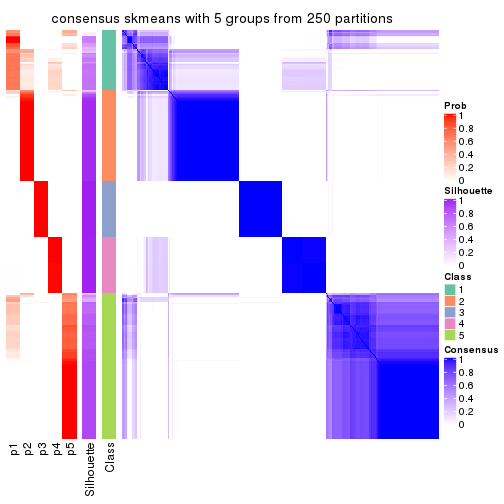 consensus skmeans with 5 groups from 250 partitions
Prob
1
0.8
0.6
0.4
0.2
0
Silhouette
1
0.8
0.6
0.4
0.2
0
Class
1
2
3
4
5
Consensus
1
0.8
0.6
0.4
0.2
0
p1
p2
p3
p4
p5
Silhouette
Class